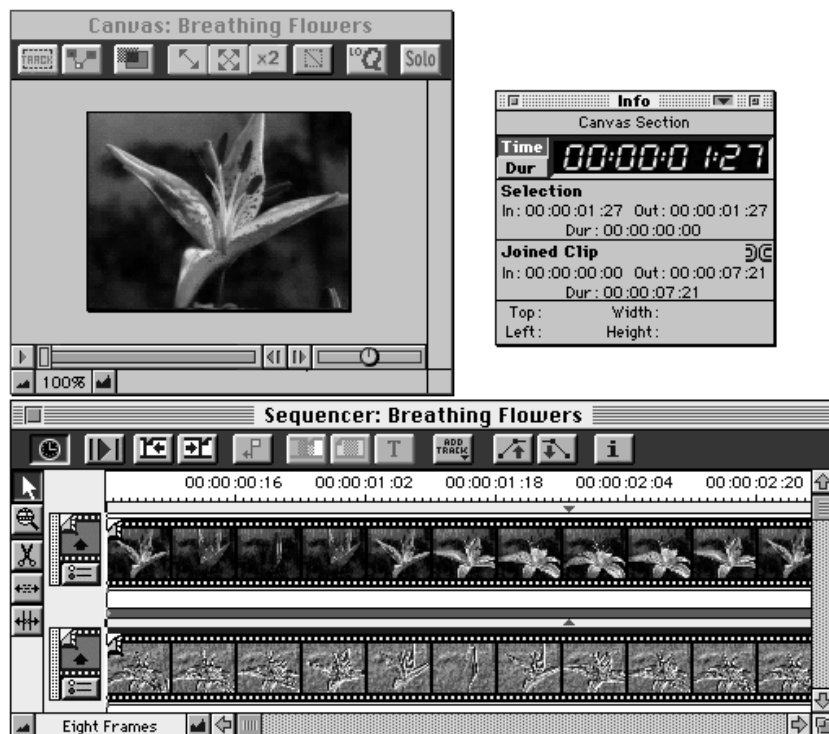 Canvas: Breathing Flowers
TRACK
x2
LO Q
Solo
100%
Info
Canvas Section
Time
Dur
00:00:01:27
Selection
In: 00:00:01:27 Out: 00:00:01:27
Dur: 00:00:00:00
Joined Clip
In: 00:00:00:00 Out: 00:00:07:21
Dur: 00:00:07:21
Top: Width:
Left: Height:
Sequencer: Breathing Flowers
T
ADD
TRACK
i
00:00:00:16 00:00:01:02 00:00:01:18 00:00:02:04 00:00:02:20
Eight Frames